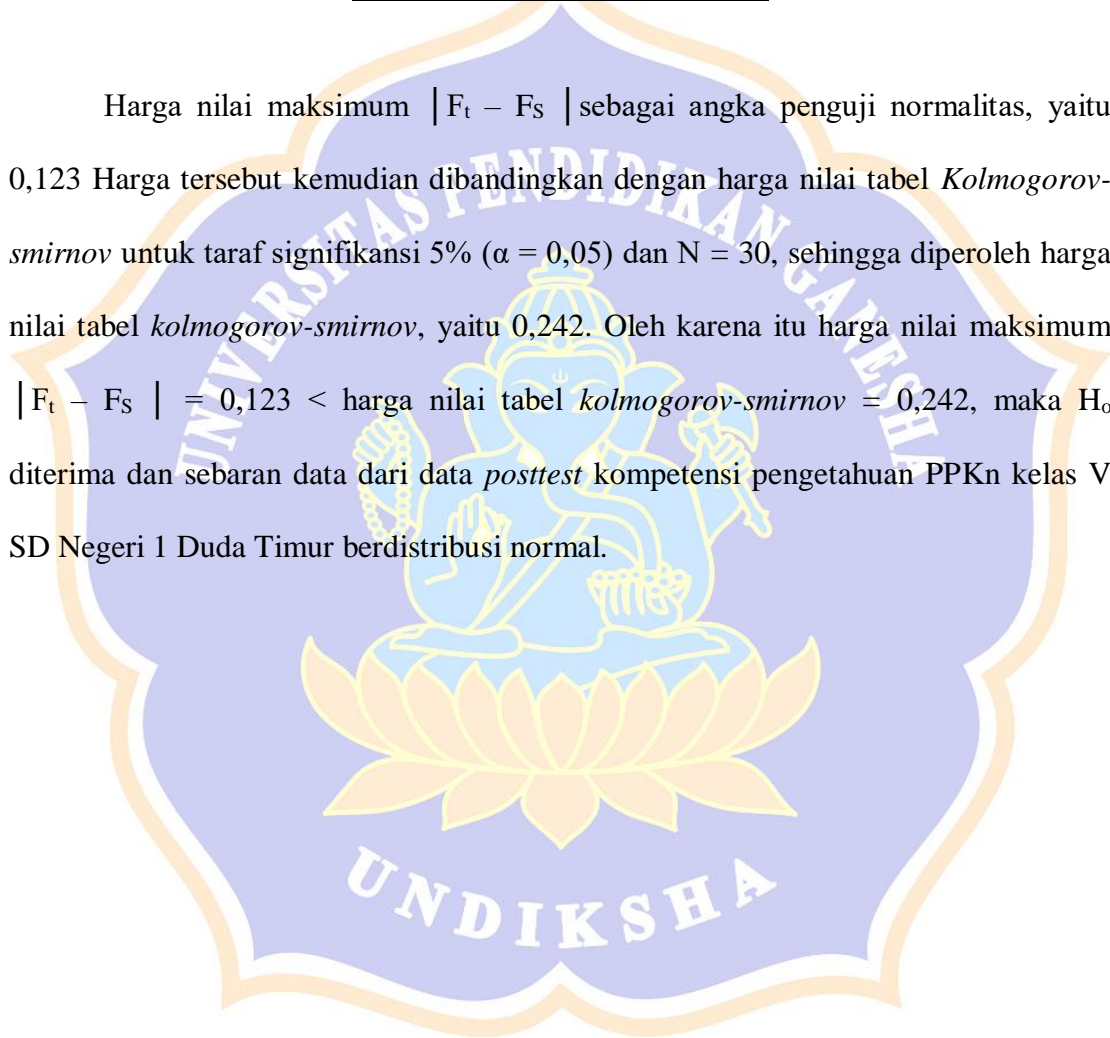 Harga nilai maksimum │Ft – FS │sebagai angka penguji normalitas, yaitu
0,123 Harga tersebut kemudian dibandingkan dengan harga nilai tabel Kolmogorov-
smirnov untuk taraf signifikansi 5% (α = 0,05) dan N = 30, sehingga diperoleh harga
nilai tabel kolmogorov-smirnov, yaitu 0,242. Oleh karena itu harga nilai maksimum
│Ft – FS │ = 0,123 < harga nilai tabel kolmogorov-smirnov = 0,242, maka Ho
diterima dan sebaran data dari data posttest kompetensi pengetahuan PPKn kelas V
SD Negeri 1 Duda Timur berdistribusi normal.
UNIVERSITAS PENDIDIKAN GANESHA
UNDIKSHA